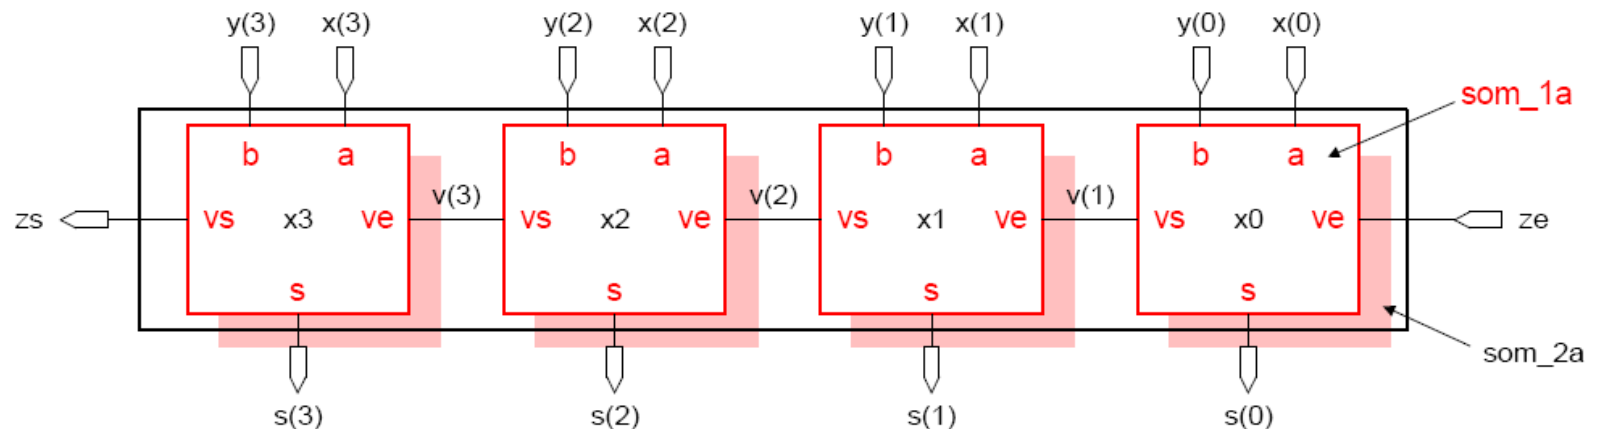 y(3) x(3) y(2) x(2) y(1) x(1) y(0) x(0)
som_1a
b a b a b a b a
v(3) v(2) v(1)
zs vs x3 ve vs x2 ve vs x1 ve vs x0 ve ze
s s s s
som_2a
s(3) s(2) s(1) s(0)